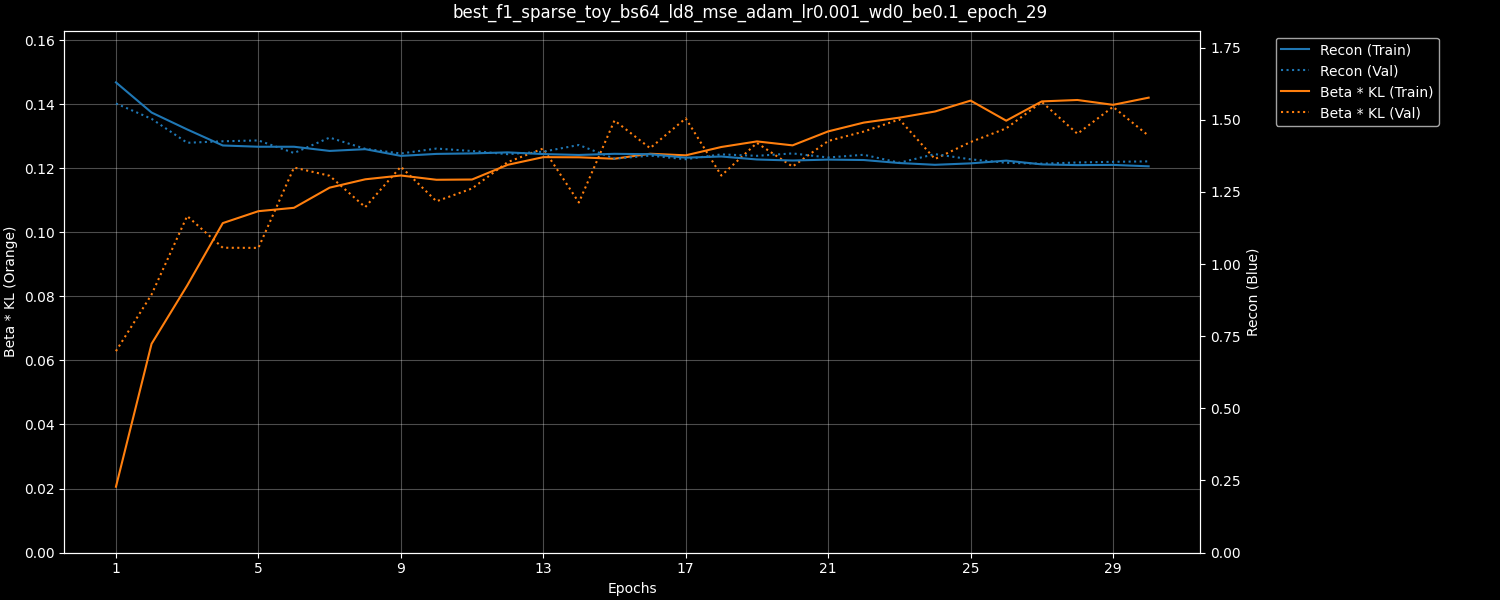 best_f1_sparse_toy_bs64_ld8_mse_adam_lr0.001_wd0_be0.1_epoch_29
0.16
0.14
0.12
0.10
0.08
0.06
0.04
0.02
0.00
Beta * KL (Orange)
1.75
1.50
1.25
1.00
0.75
0.50
0.25
0.00
Recon (Blue)
1 5 9 13 17 21 25 29
Epochs
Recon (Train)
Recon (Val)
Beta * KL (Train)
Beta * KL (Val)